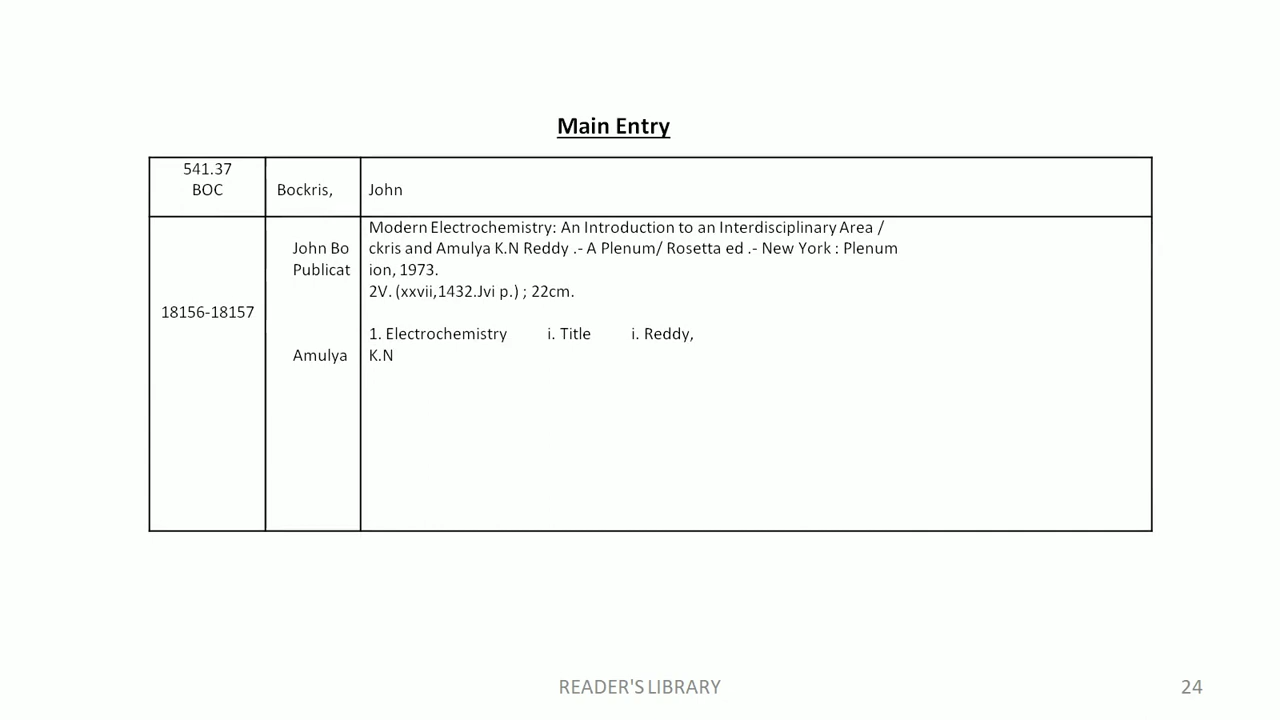 Main Entry
541.37
BOC Bockris, John
Modern Electrochemistry: An Introduction to an Interdisciplinary Area /
John Bo ckris and Amulya K.N Reddy .- A Plenum/ Rosetta ed .- New York : Plenum
Publicat ion, 1973.
2V. (xxvii,1432.Jvi p.) ; 22cm.
18156-18157
1. Electrochemistry i. Title i. Reddy,
Amulya K.N
READER'S LIBRARY
24